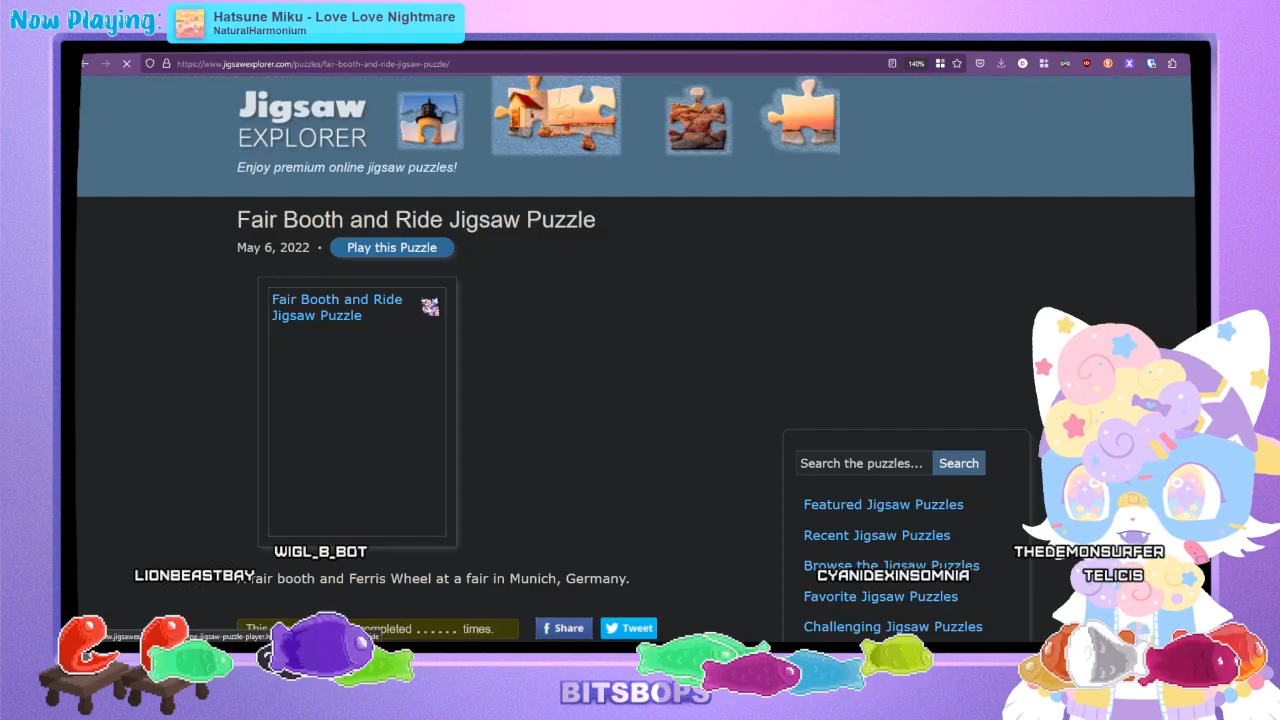 Now Playing:
Hatsune Miku - Love Love Nightmare
NaturalHarmonium
https://www.jigsawexplorer.com/puzzles/fair-booth-and-ride-jigsaw-puzzle/
140%
Jigsaw
EXPLORER
Enjoy premium online jigsaw puzzles!
Fair Booth and Ride Jigsaw Puzzle
May 6, 2022 • Play this Puzzle
Fair Booth and Ride
Jigsaw Puzzle
Search the puzzles... Search
Featured Jigsaw Puzzles
Recent Jigsaw Puzzles
Browse the Jigsaw Puzzles
Favorite Jigsaw Puzzles
Challenging Jigsaw Puzzles
WIGL_B_BOT
LIONBEASTBAY
CYANIDEXINSOMNIA
THEDEMONSURFER
TELICIS
Fair booth and Ferris Wheel at a fair in Munich, Germany.
completed ...... times.
Share
Tweet
BITSBOPS